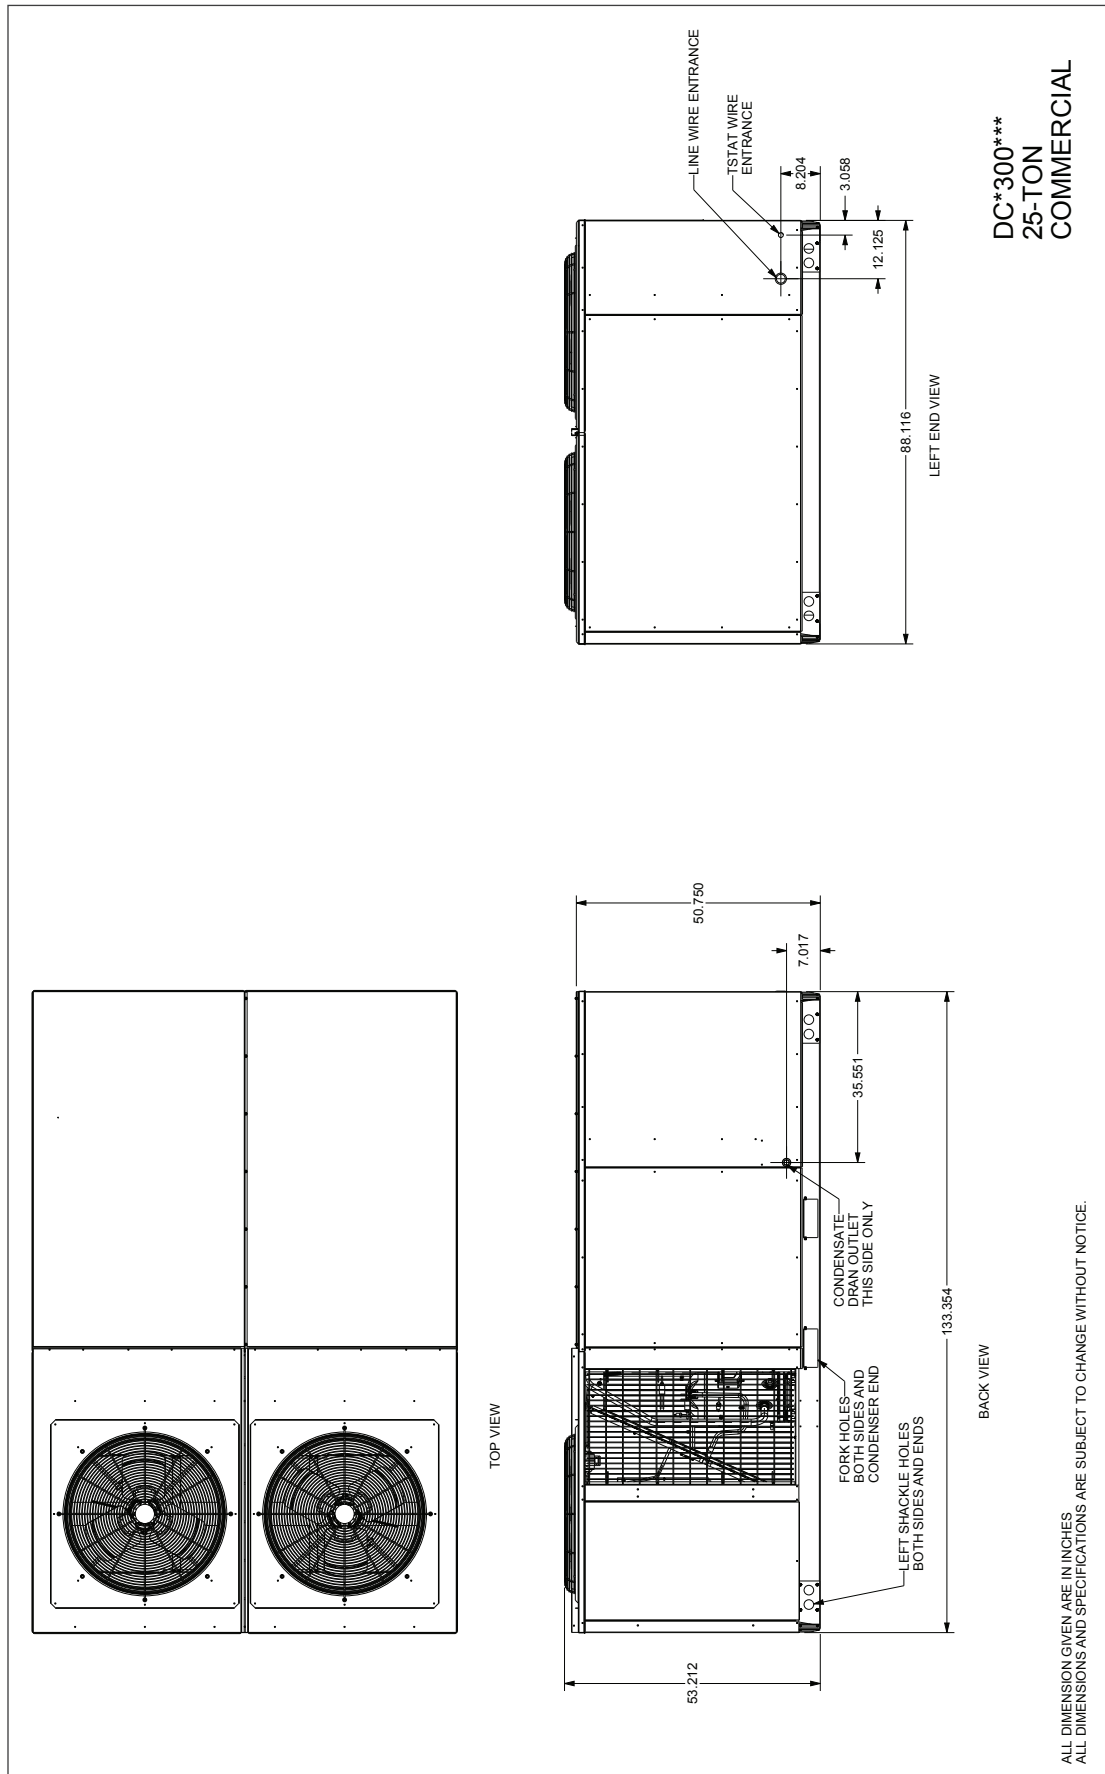 TOP VIEW
53.212
50.750
7.017
35.551
CONDENSATE
DRAN OUTLET
THIS SIDE ONLY
FORK HOLES
BOTH SIDES AND
CONDENSER END
LEFT SHACKLE HOLES
BOTH SIDES AND ENDS
133.354
BACK VIEW
LINE WIRE ENTRANCE
TSTAT WIRE
ENTRANCE
8.204
3.058
12.125
88.116
LEFT END VIEW
DC*300***
25-TON
COMMERCIAL
ALL DIMENSION GIVEN ARE IN INCHES
ALL DIMENSIONS AND SPECIFICATIONS ARE SUBJECT TO CHANGE WITHOUT NOTICE.